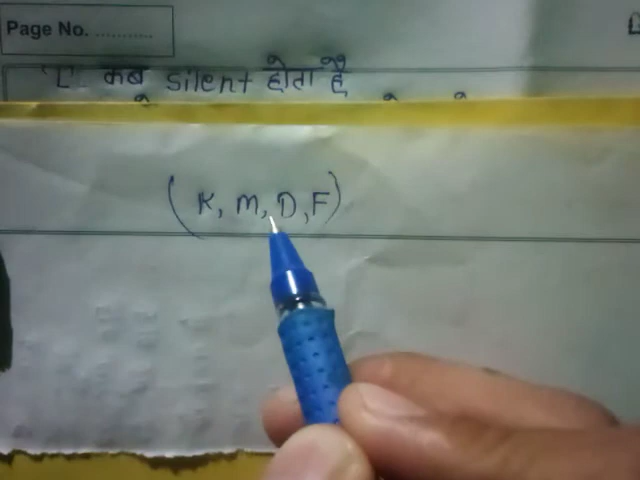 Page No. ............
'L' कब silent होता है
(K, M, D, F)